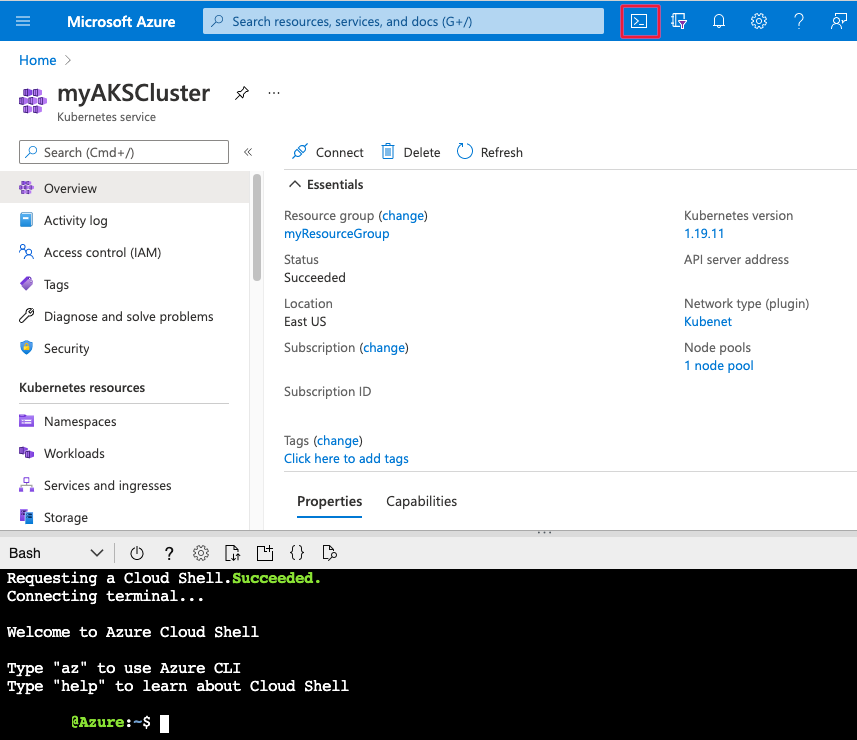 Microsoft Azure
Search resources, services, and docs (G+/)
Home
myAKSCluster
Kubernetes service
Search (Cmd+/)
Overview
Activity log
Access control (IAM)
Tags
Diagnose and solve problems
Security
Kubernetes resources
Namespaces
Workloads
Services and ingresses
Storage
Connect Delete Refresh
Essentials
Resource group (change)
myResourceGroup
Status
Succeeded
Location
East US
Subscription (change)
Subscription ID
Tags (change)
Click here to add tags
Kubernetes version
1.19.11
API server address
Network type (plugin)
Kubenet
Node pools
1 node pool
Properties Capabilities
Bash
Requesting a Cloud Shell.Succeeded.
Connecting terminal...
Welcome to Azure Cloud Shell
Type "az" to use Azure CLI
Type "help" to learn about Cloud Shell
@Azure:~$